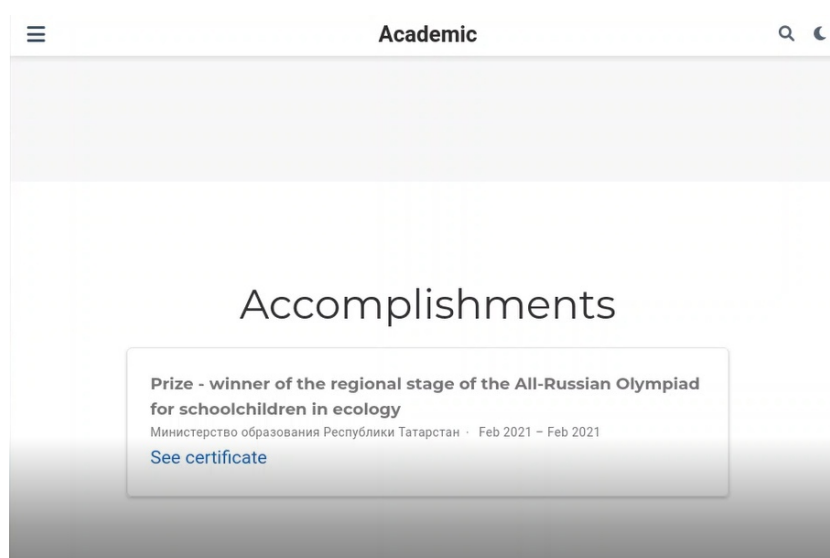 Academic
Accomplishments
Prize - winner of the regional stage of the All-Russian Olympiad
for schoolchildren in ecology
Министерство образования Республики Татарстан · Feb 2021 – Feb 2021
See certificate